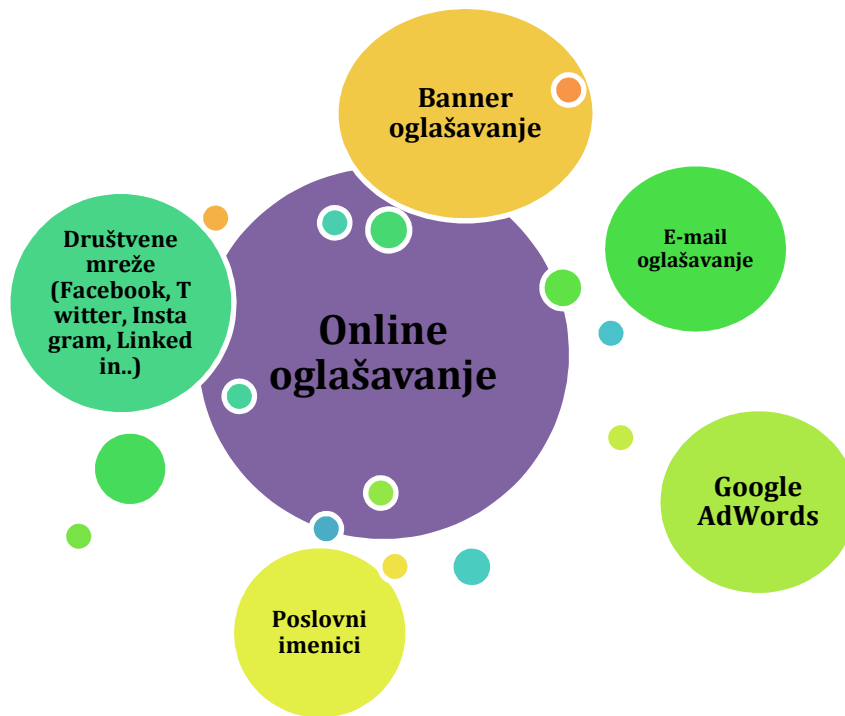 Banner
oglašavanje
Društvene
mreže
(Facebook, T
witter, Insta
gram, Linked
in..)
E-mail
oglašavanje
Online
oglašavanje
Google
AdWords
Poslovni
imenici